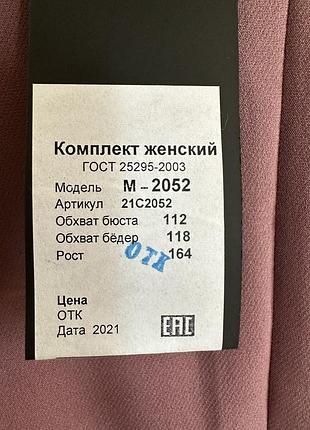 Комплект женский
ГОСТ 25295-2003
Модель М – 2052
Артикул 21С2052
Обхват бюста 112
Обхват бёдер 118
Рост 164
ОТК
Цена
ОТК
Дата 2021 ЕАС